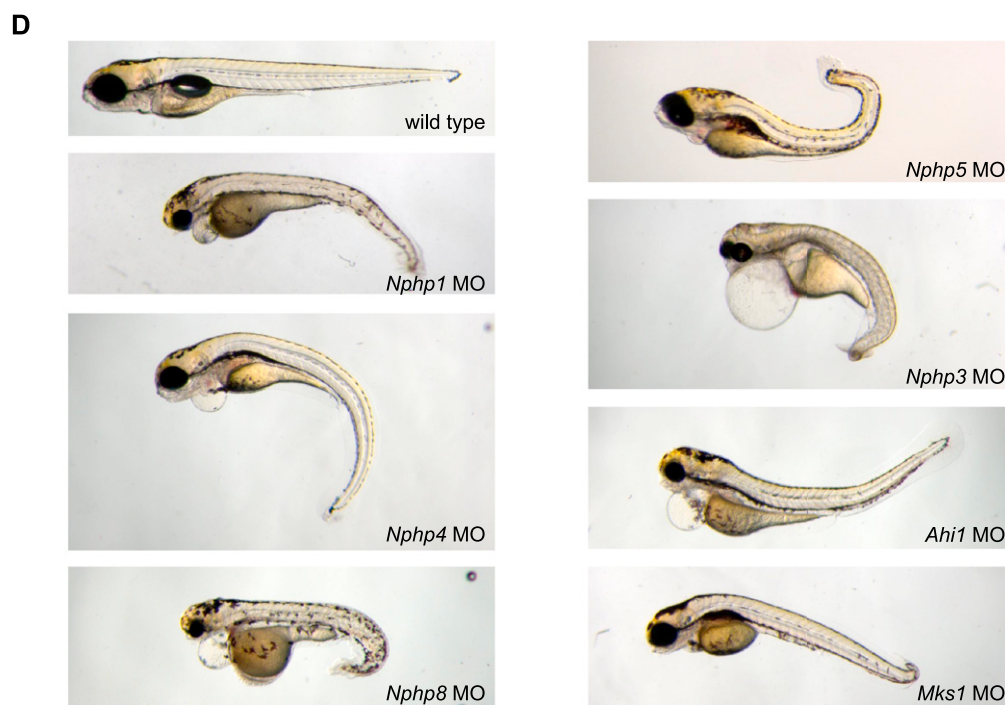 D
wild type
Nphp1 MO
Nphp4 MO
Nphp8 MO
Nphp5 MO
Nphp3 MO
Ahi1 MO
Mks1 MO